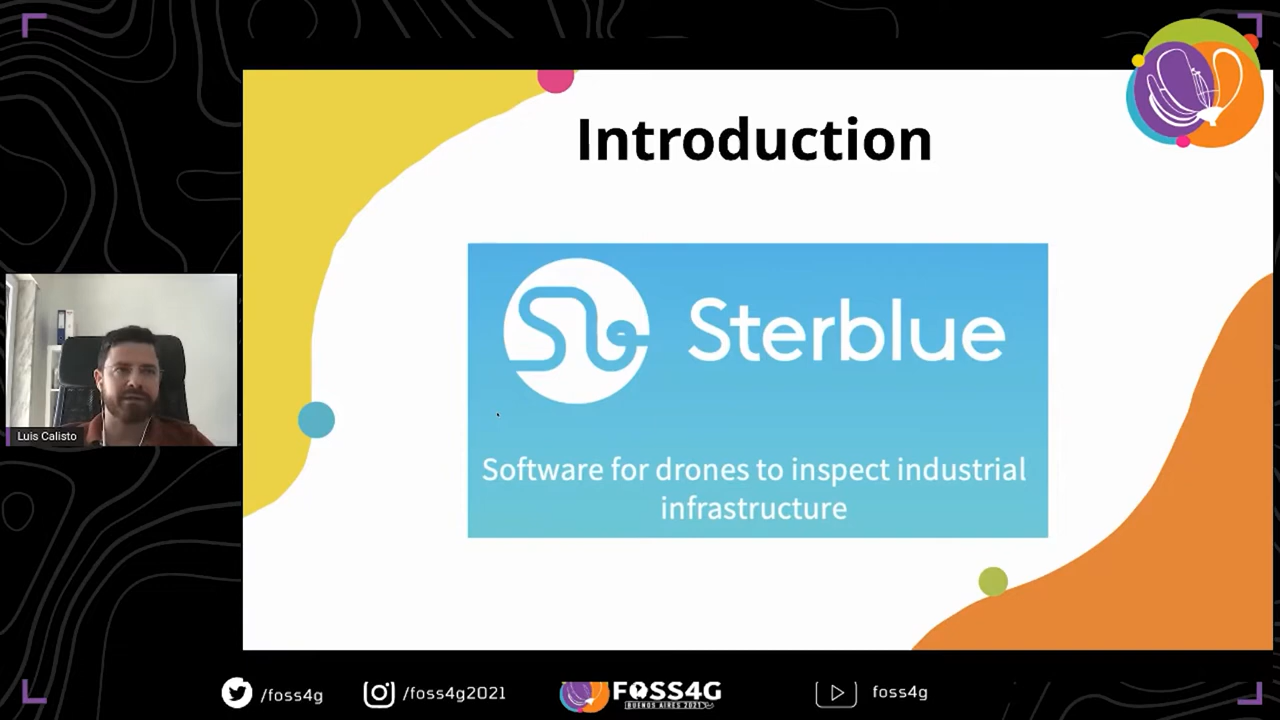 Introduction
Sterblue
Software for drones to inspect industrial
infrastructure
Luis Calisto
/foss4g
/foss4g2021
FOSS4G
BUENOS AIRES 2021
foss4g